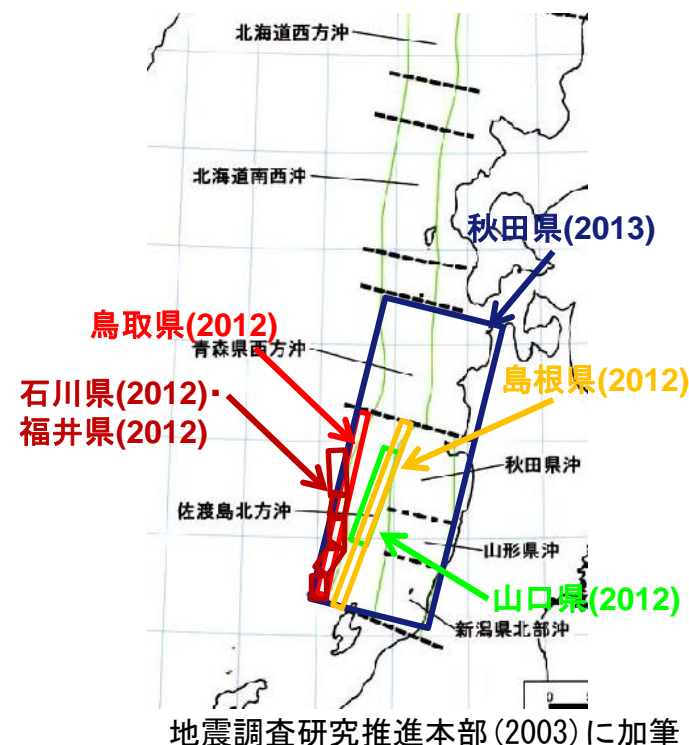 北海道西方沖
北海道南西沖
秋田県(2013)
鳥取県(2012)
青森県西方沖
石川県(2012)・
福井県(2012)
島根県(2012)
秋田県沖
佐渡島北方沖
山形県沖
山口県(2012)
新潟県北部沖
0
地震調査研究推進本部(2003)に加筆